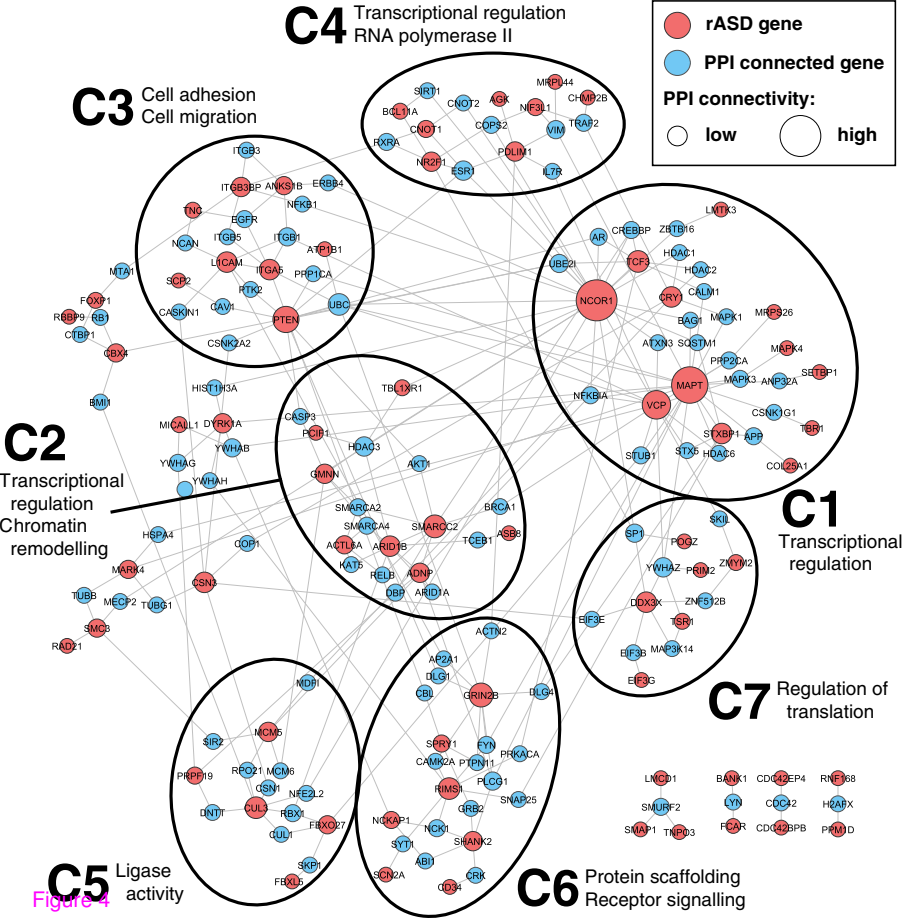 C4 Transcriptional regulation
RNA polymerase II
rASD gene
PPI connected gene
PPI connectivity:
low
high
C3 Cell adhesion
Cell migration
SIRT1
CNOT2
AGK
MRPL44
CHMP2B
BCL11A
NIF3L1
RXRA
CNOT1
COPS2
VIM
TRAF2
NR2F1
ESR1
PDLIM1
IL7R
ITGB3
ITGB3BP
ANKS1B
ERBB4
TNC
EGFR
NFKB1
NCAN
ITGB5
ITGB1
ATP1B1
L1CAM
ITGA5
PPP1CA
SCP2
PTK2
CASKIN1
CAV1
PTEN
UBC
CSNK2A2
MTA1
FOXP1
RBBP9
RB1
CTBP1
CBX4
BMI1
LMTK3
AR
CREBBP
ZBTB16
UBE2I
TCF3
HDAC1
HDAC2
NCOR1
CRY1
CALM1
BAG1
MAPK1
MRPS26
ATXN3
SQSTM1
MAPK4
PPP2CA
SETBP1
MAPT
MAPK3
ANP32A
NFKBIA
VCP
CSNK1G1
STXBP1
APP
TBR1
STUB1
STX5
HDAC6
COL25A1
HIST1H3A
MICALL1
DYRK1A
YWHAB
YWHAG
YWHAH
C2
Transcriptional
regulation
Chromatin
remodelling
TBL1XR1
CASP3
PCIF1
HDAC3
GMNN
AKT1
SMARCA2
SMARCA4
SMARCC2
BRCA1
ACTL6A
ARID1B
TCEB1
ASB8
KAT5
RELB
ADNP
DBP
ARID1A
C1
Transcriptional
regulation
HSPA4
COP1
MARK4
CSN3
TUBB
MECP2
TUBG1
SMC3
RAD21
SP1
SKIL
POGZ
YWHAZ
PRIM2
ZMYM2
DDX3X
ZNF512B
EIF3E
TSR1
EIF3B
MAP3K14
EIF3G
C7 Regulation of
translation
MDFI
SIR2
MCM5
PRPF19
RPO21
MCM6
CSN1
NFE2L2
DNTT
CUL3
RBX1
CUL1
FBXO27
SKP1
FBXL5
C5 Ligase
activity
Figure 4
ACTN2
AP2A1
DLG1
CBL
GRIN2B
DLG4
SPRY1
FYN
CAMK2A
PTPN11
PRKACA
RIMS1
PLCG1
GRB2
SNAP25
NCKAP1
NCK1
SYT1
SHANK2
ABI1
SCN2A
CRK
CD34
C6 Protein scaffolding
Receptor signalling
LMCD1
BANK1
CDC42EP4
RNF168
SMURF2
LYN
CDC42
H2AFX
SMAP1
TNPO3
FCAR
CDC42BPB
PPM1D